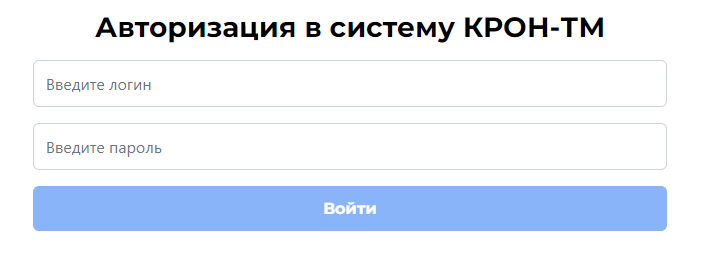 Авторизация в систему КРОН-ТМ
Введите логин
Введите пароль
Войти